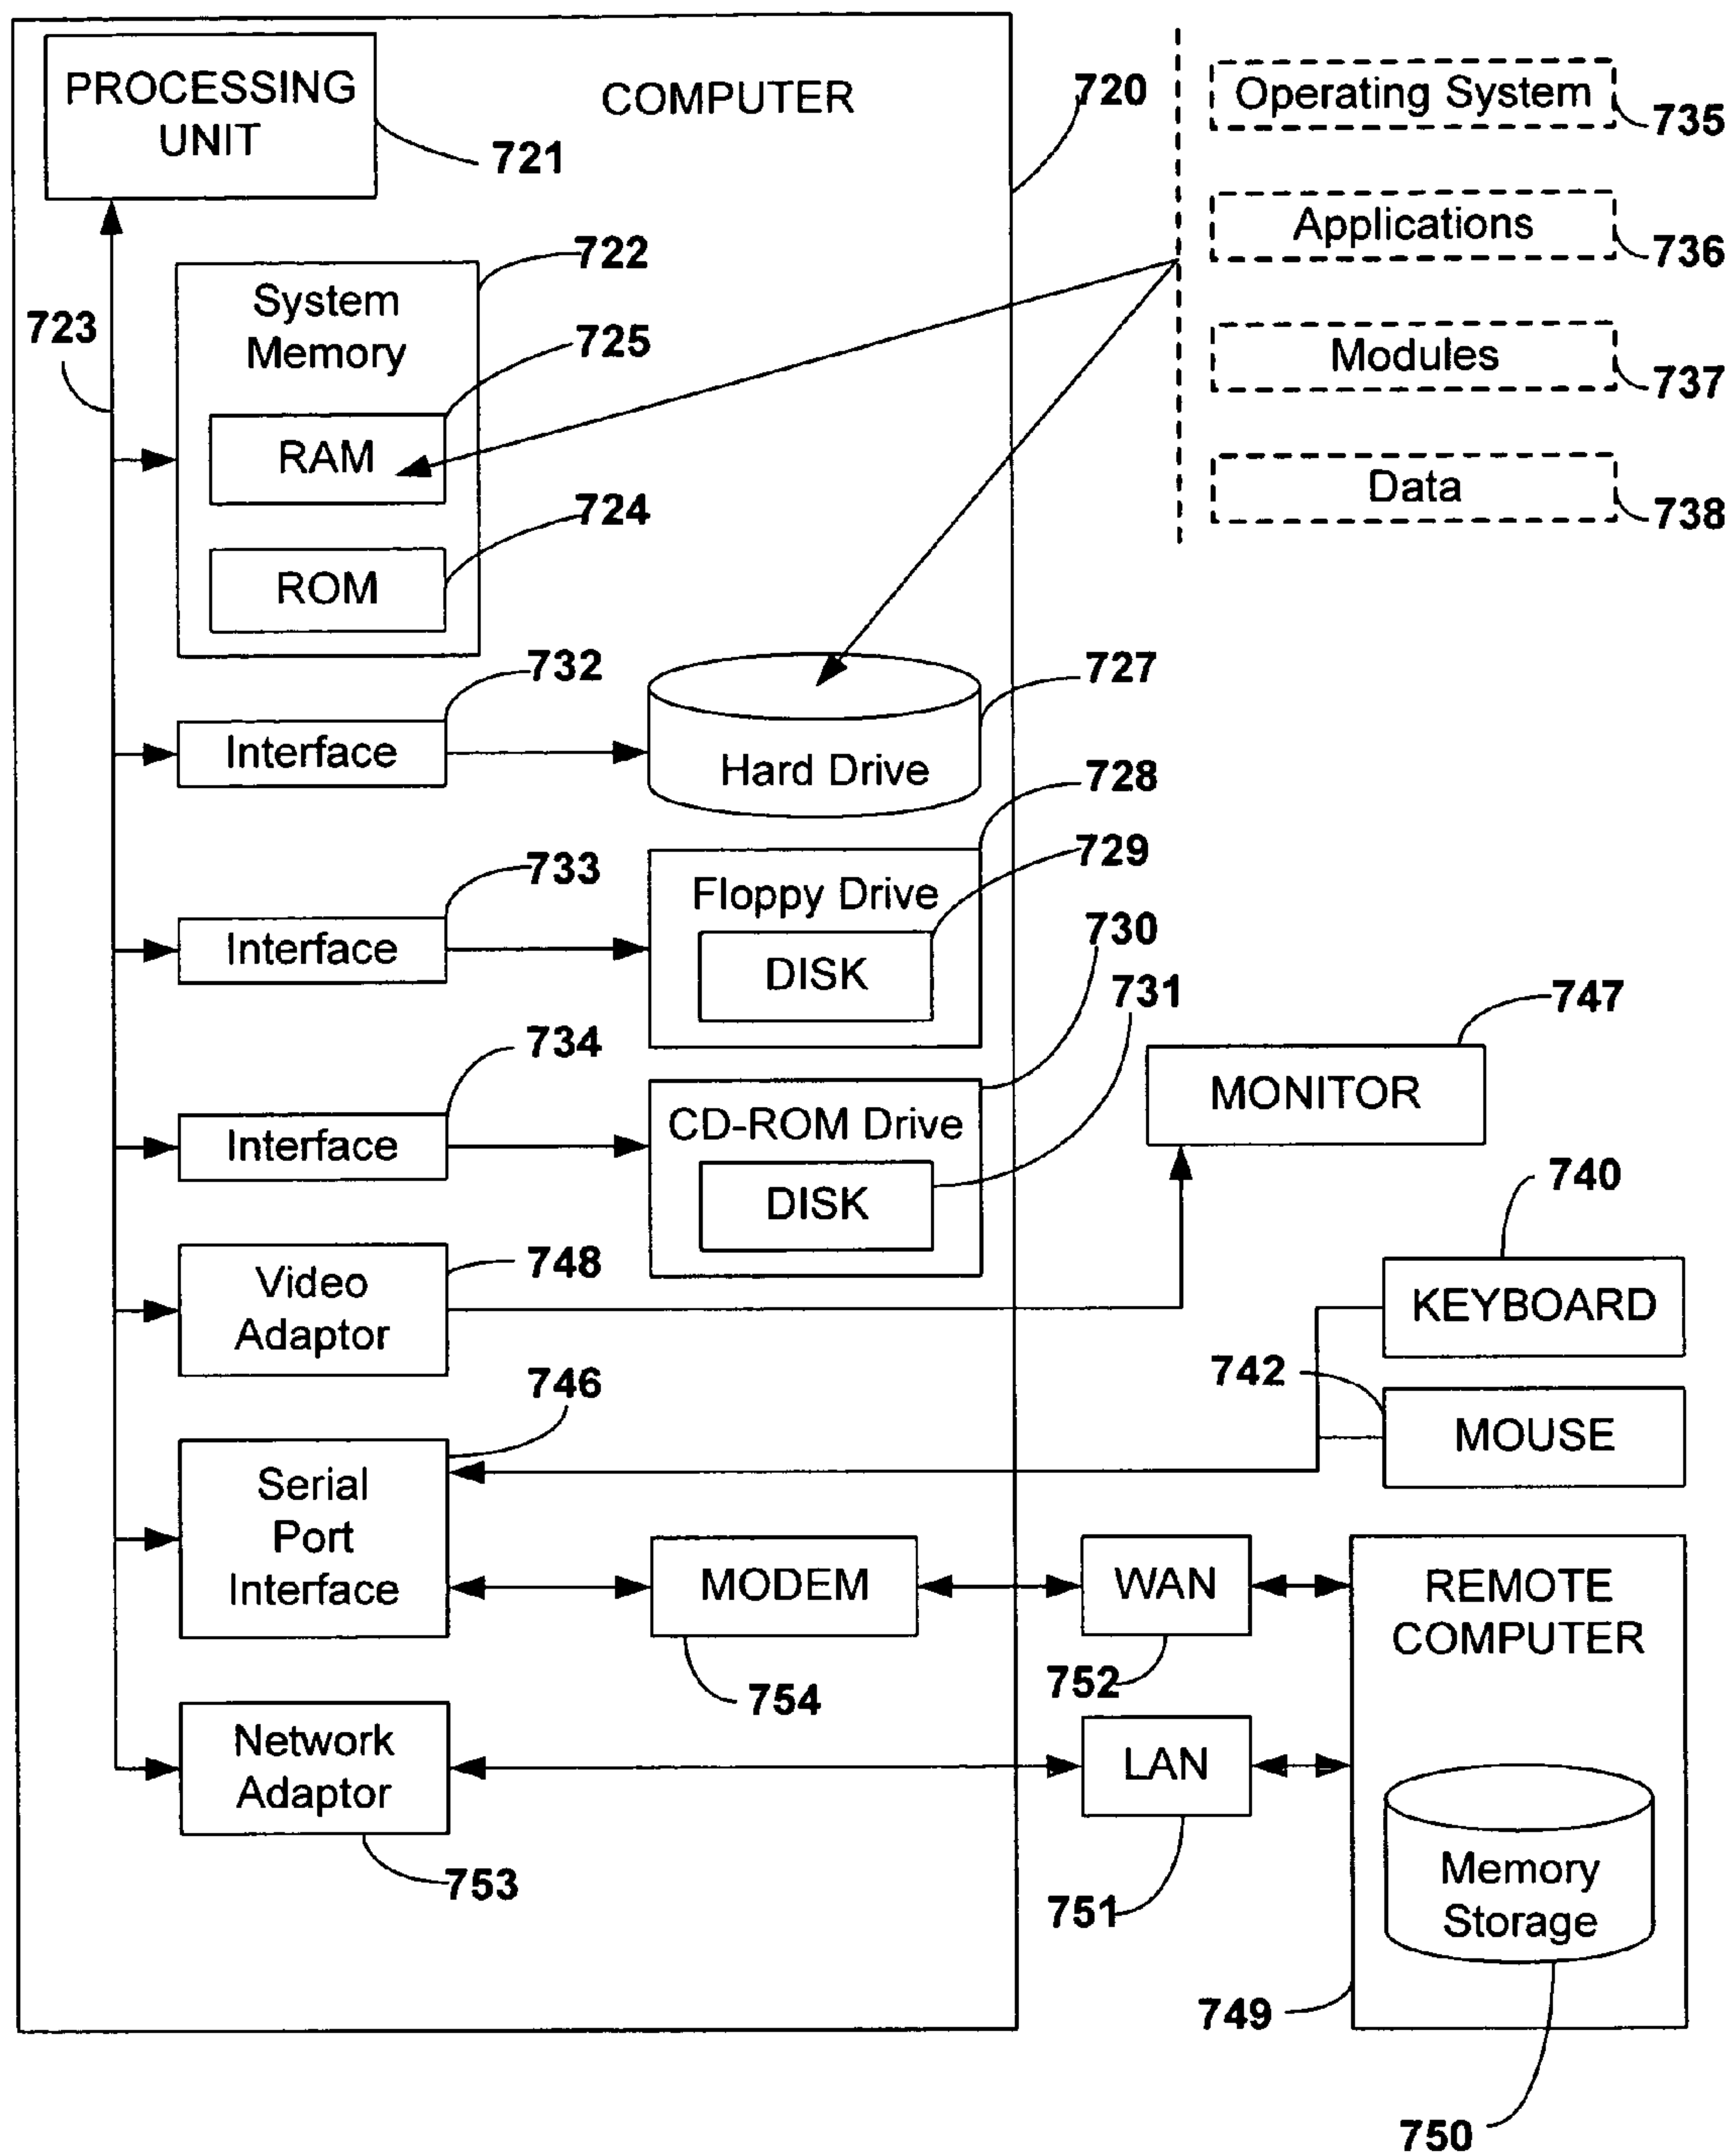 PROCESSING
UNIT
721
COMPUTER
720
Operating System
735
Applications
736
Modules
737
Data
738
722
System
Memory
723
725
RAM
724
ROM
732
Interface
727
Hard Drive
733
Interface
728
729
Floppy Drive
DISK
734
Interface
730
731
CD-ROM Drive
DISK
747
MONITOR
748
Video
Adaptor
740
KEYBOARD
742
MOUSE
746
Serial
Port
Interface
MODEM
754
WAN
752
REMOTE
COMPUTER
Network
Adaptor
753
LAN
751
Memory
Storage
749
750